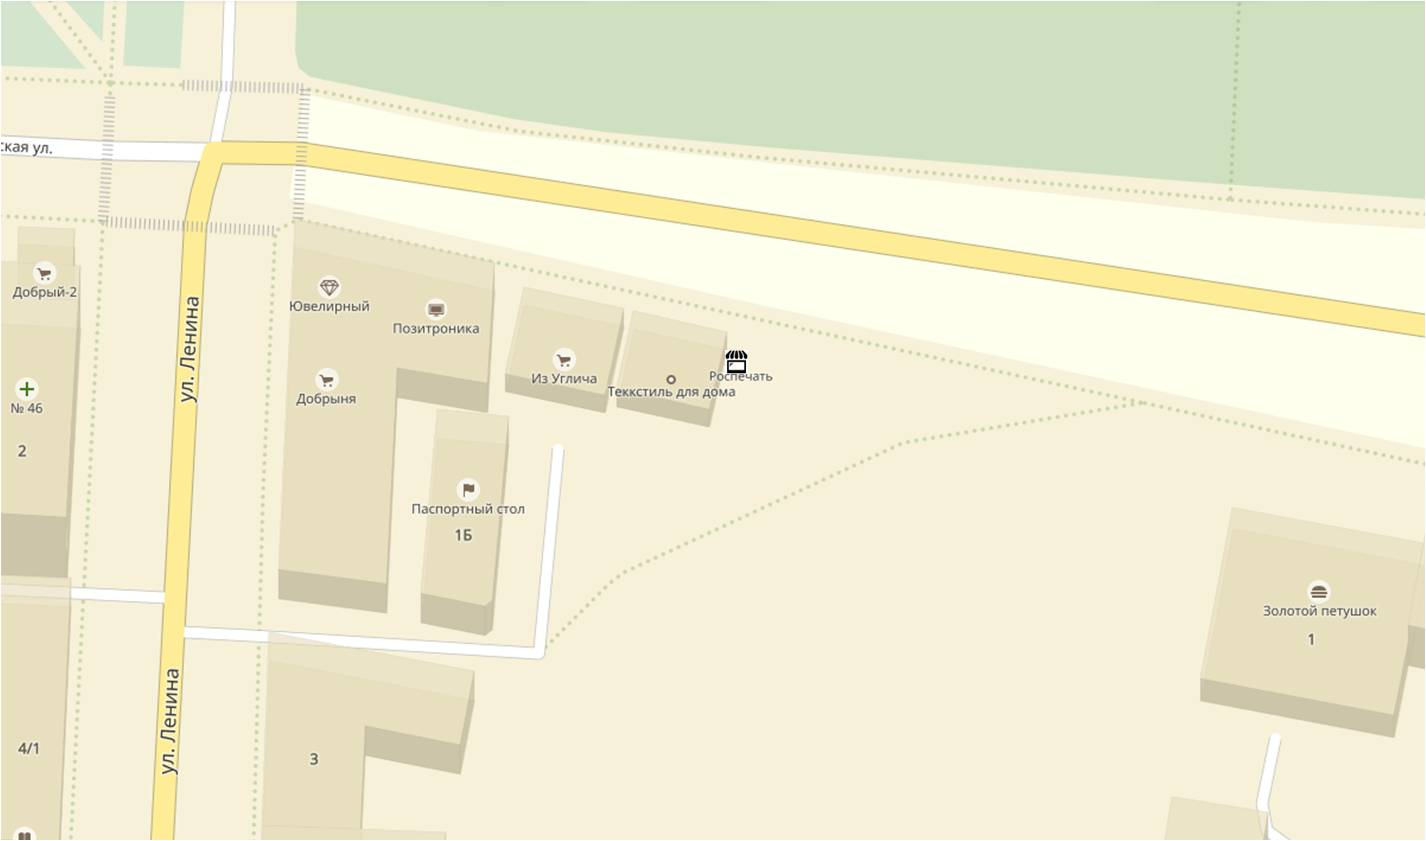 ская ул.
Добрый-2
Ювелирный
Позитроника
ул. Ленина
Из Углича
Роспечать
Теккстиль для дома
Добрыня
№ 46
2
Паспортный стол
1Б
Золотой петушок
1
ул. Ленина
4/1
3